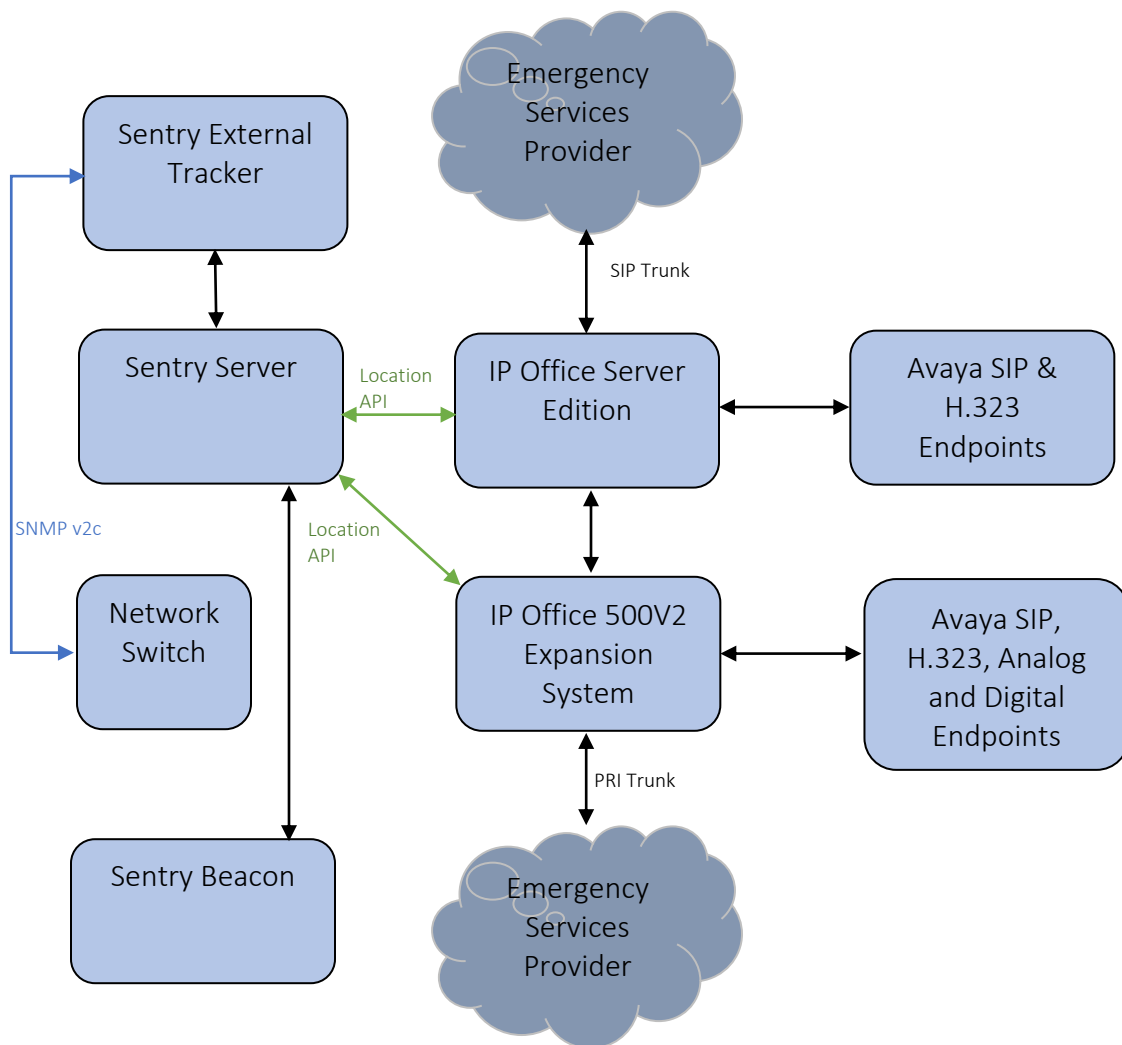 Emergency
Services
Provider
Sentry External
Tracker
SIP Trunk
Sentry Server
Location
API
IP Office Server
Edition
Avaya SIP &
H.323
Endpoints
SNMP v2c
Location
API
Network
Switch
IP Office 500V2
Expansion
System
Avaya SIP,
H.323, Analog
and Digital
Endpoints
PRI Trunk
Sentry Beacon
Emergency
Services
Provider